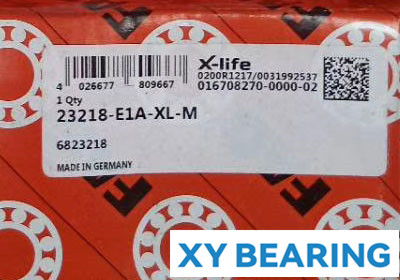 X-life
0200R1217/0031992537
016708270-0000-02
4 026677 809667
1 Qty
23218-E1A-XL-M
6823218
MADE IN GERMANY
XY BEARING